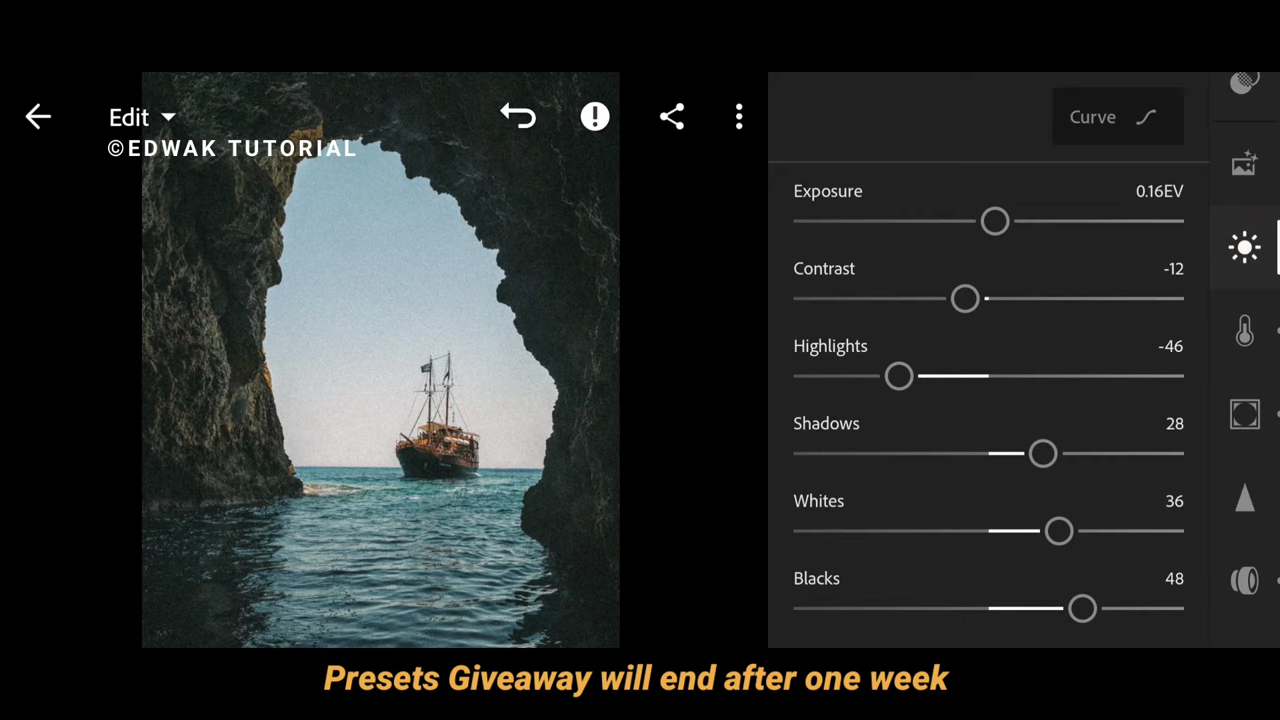 Edit
©EDWAK TUTORIAL
Curve
Exposure 0.16EV
Contrast -12
Highlights -46
Shadows 28
Whites 36
Blacks 48
Presets Giveaway will end after one week